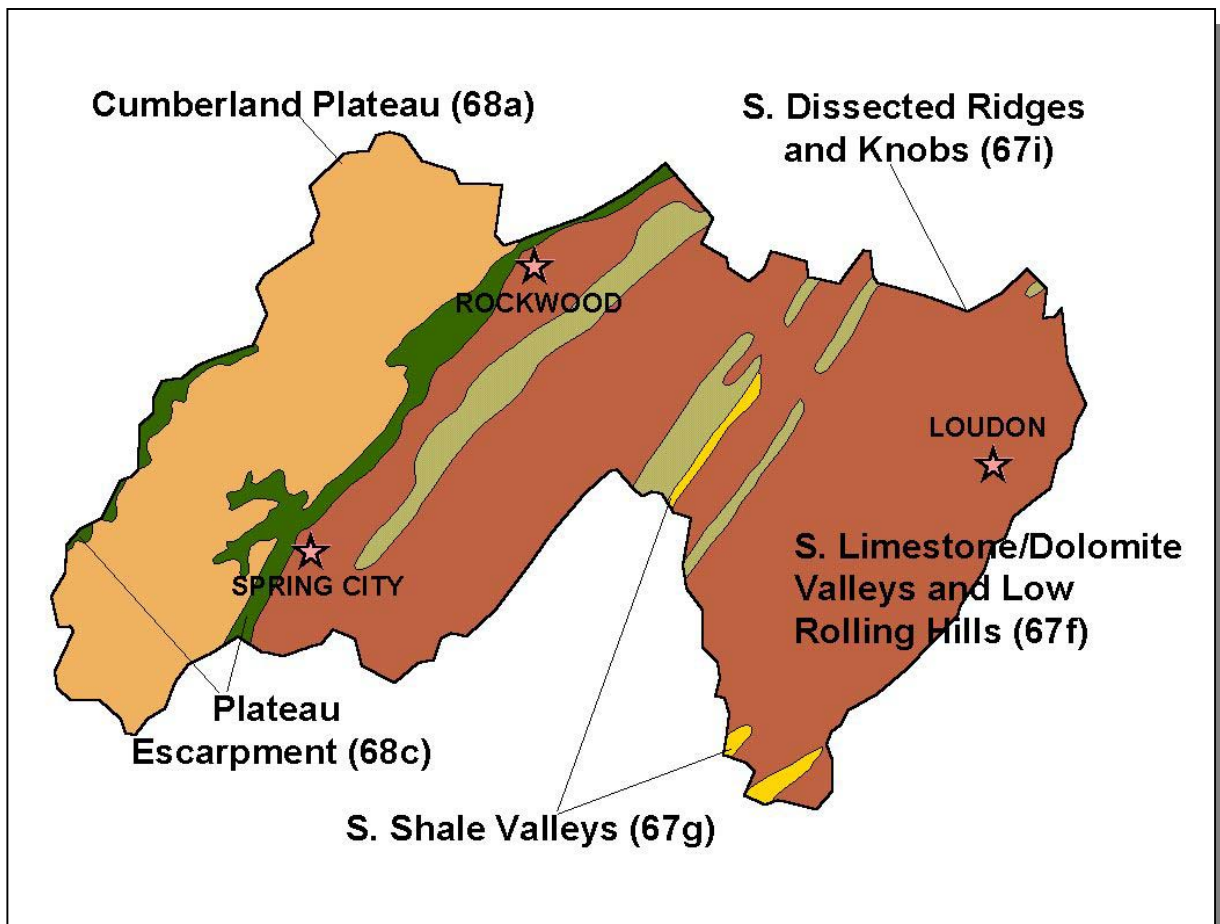 Cumberland Plateau (68a)
S. Dissected Ridges
and Knobs (67i)
ROCKWOOD
LOUDON
S. Limestone/Dolomite
Valleys and Low
Rolling Hills (67f)
SPRING CITY
Plateau
Escarpment (68c)
S. Shale Valleys (67g)